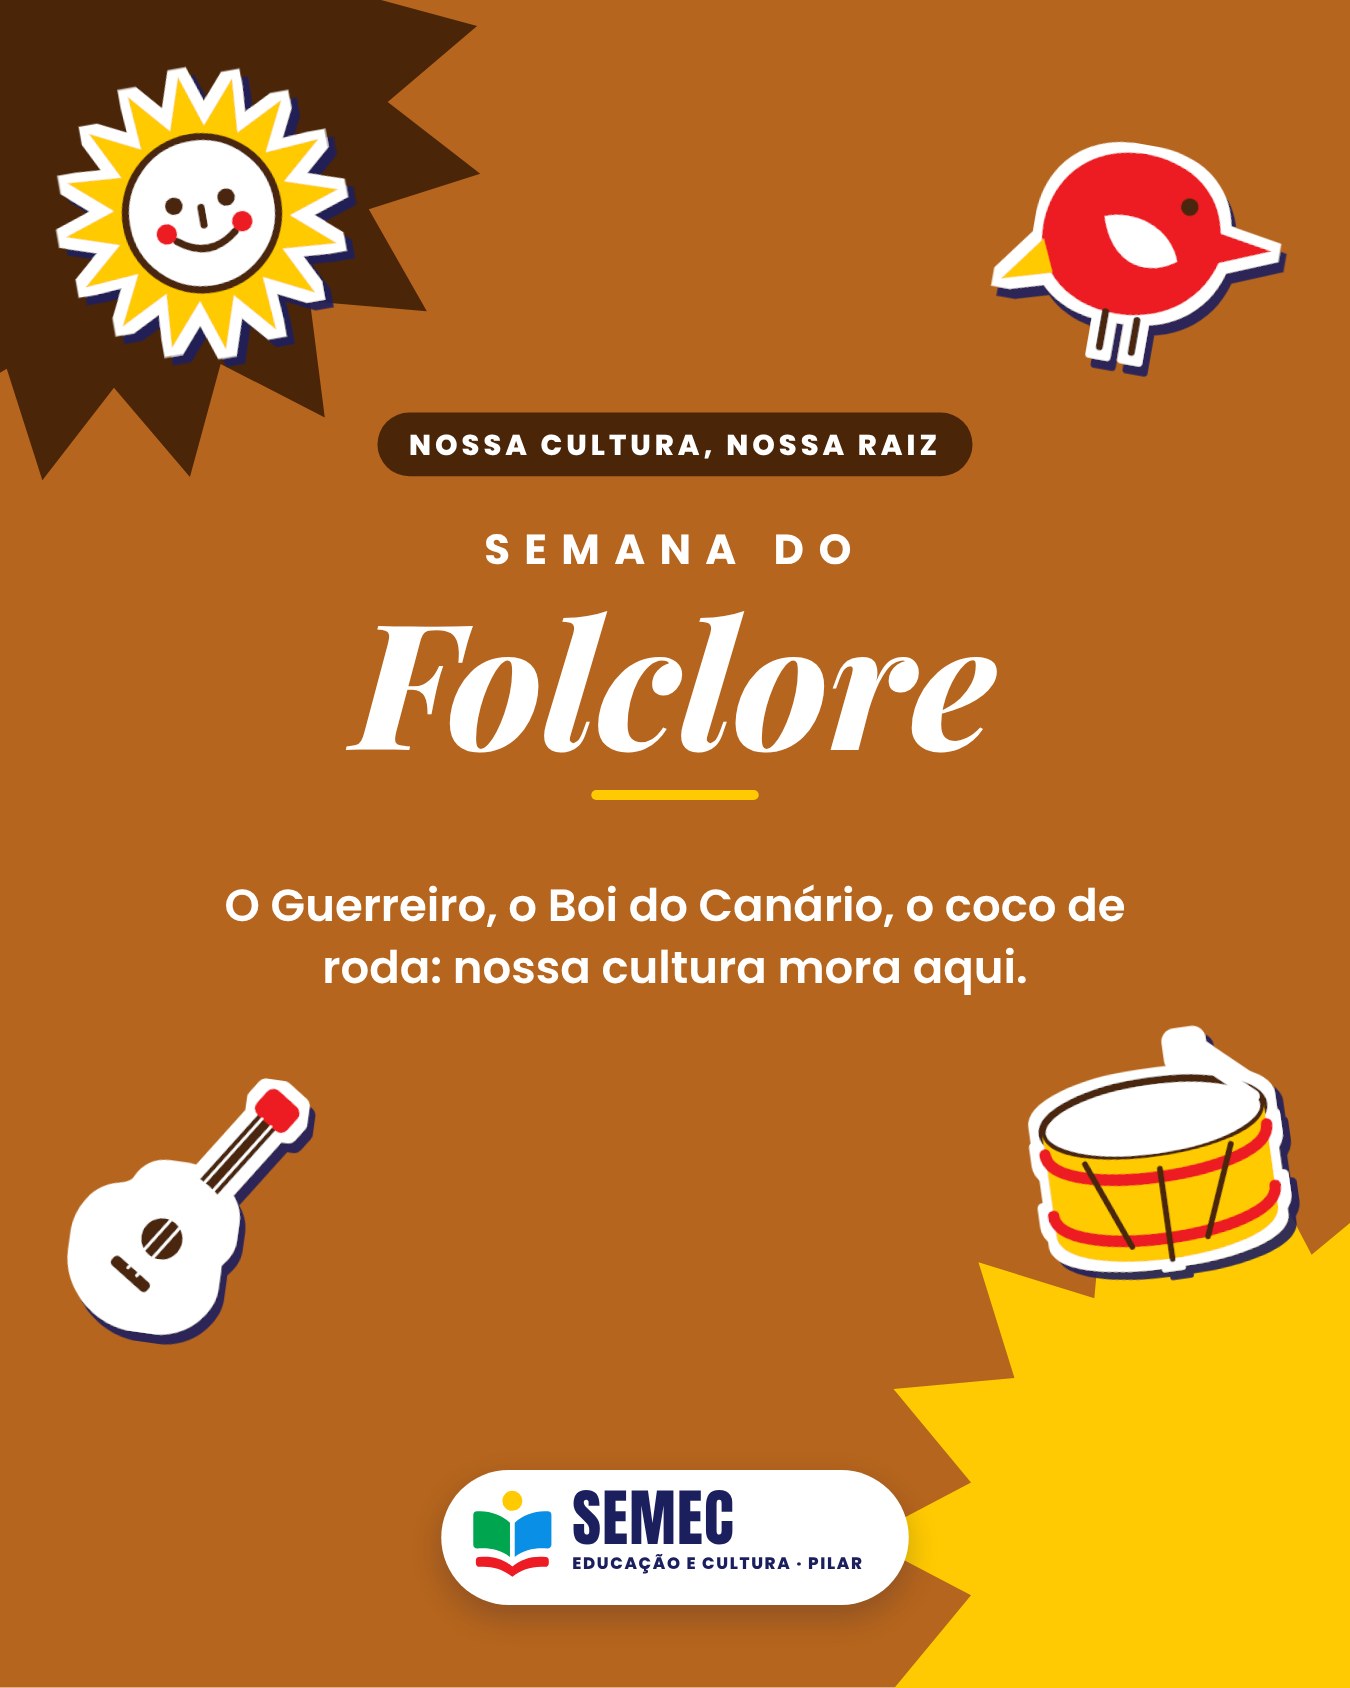 NOSSA CULTURA, NOSSA RAIZ
SEMANA DO
Folclore
O Guerreiro, o Boi do Canário, o coco de
roda: nossa cultura mora aqui.
SEMEC
EDUCAÇÃO E CULTURA · PILAR